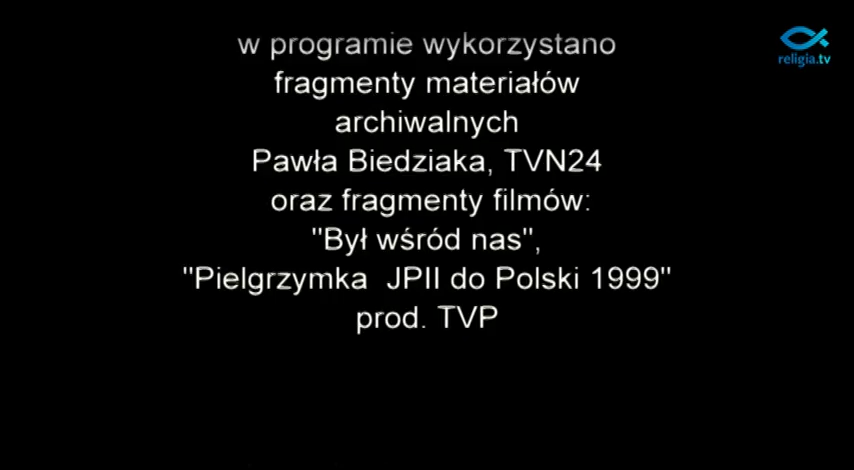 w programie wykorzystano
fragmenty materiałów
archiwalnych
Pawła Biedziaka, TVN24
oraz fragmenty filmów:
"Był wśród nas",
"Pielgrzymka  JPII do Polski 1999"
prod. TVP
religia.tv